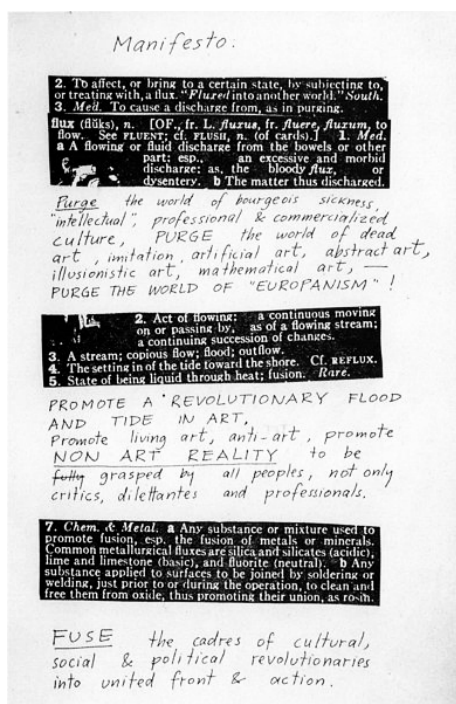 Manifesto:
2. To affect, or bring to a certain state, by subjecting to,
or treating with, a flux. "Fluxed into another world." South.
3. Med. To cause a discharge from, as in purging.
flux (flŭks), n. [OF., fr. L. fluxus, fr. fluere, fluxum, to
flow. See FLUENT; cf. FLUSH, n. (of cards).] 1. Med.
a A flowing or fluid discharge from the bowels or other
part: esp., an excessive and morbid
discharge: as, the bloody flux, or
dysentery. b The matter thus discharged.
Purge the world of bourgeois sickness,
"intellectual", professional & commercialized
culture, PURGE the world of dead
art, imitation, artificial art, abstract art,
illusionistic art, mathematical art, —
PURGE THE WORLD OF "EUROPANISM"!
2. Act of flowing: a continuous moving
on or passing by, as of a flowing stream;
a continuing succession of changes.
3. A stream; copious flow; flood; outflow.
4. The setting in of the tide toward the shore. Cf. REFLUX.
5. State of being liquid through heat; fusion. Rare.
PROMOTE A REVOLUTIONARY FLOOD
AND TIDE IN ART,
Promote living art, anti-art, promote
NON ART REALITY to be
fully grasped by all peoples, not only
critics, dilettantes and professionals.
7. Chem. & Metal. a Any substance or mixture used to
promote fusion, esp. the fusion of metals or minerals.
Common metallurgical fluxes are silica and silicates (acidic),
lime and limestone (basic), and fluorite (neutral). b Any
substance applied to surfaces to be joined by soldering or
welding, just prior to or during the operation, to clean and
free them from oxide, thus promoting their union, as rosin.
FUSE the cadres of cultural,
social & political revolutionaries
into united front & action.